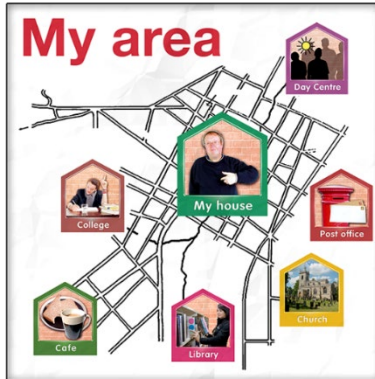 My area
Day Centre
My house
College
Post office
Church
Cafe
Library